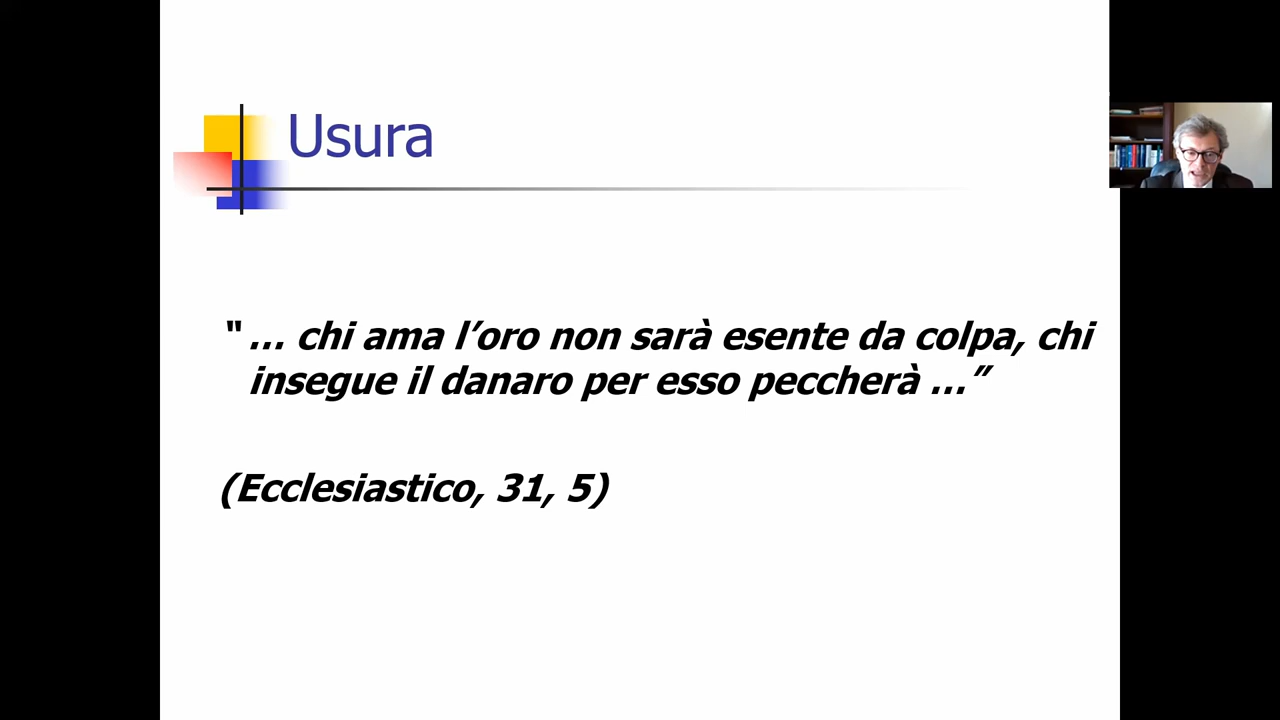 Usura
“ … chi ama l’oro non sarà esente da colpa, chi
insegue il danaro per esso peccherà …”
(Ecclesiastico, 31, 5)